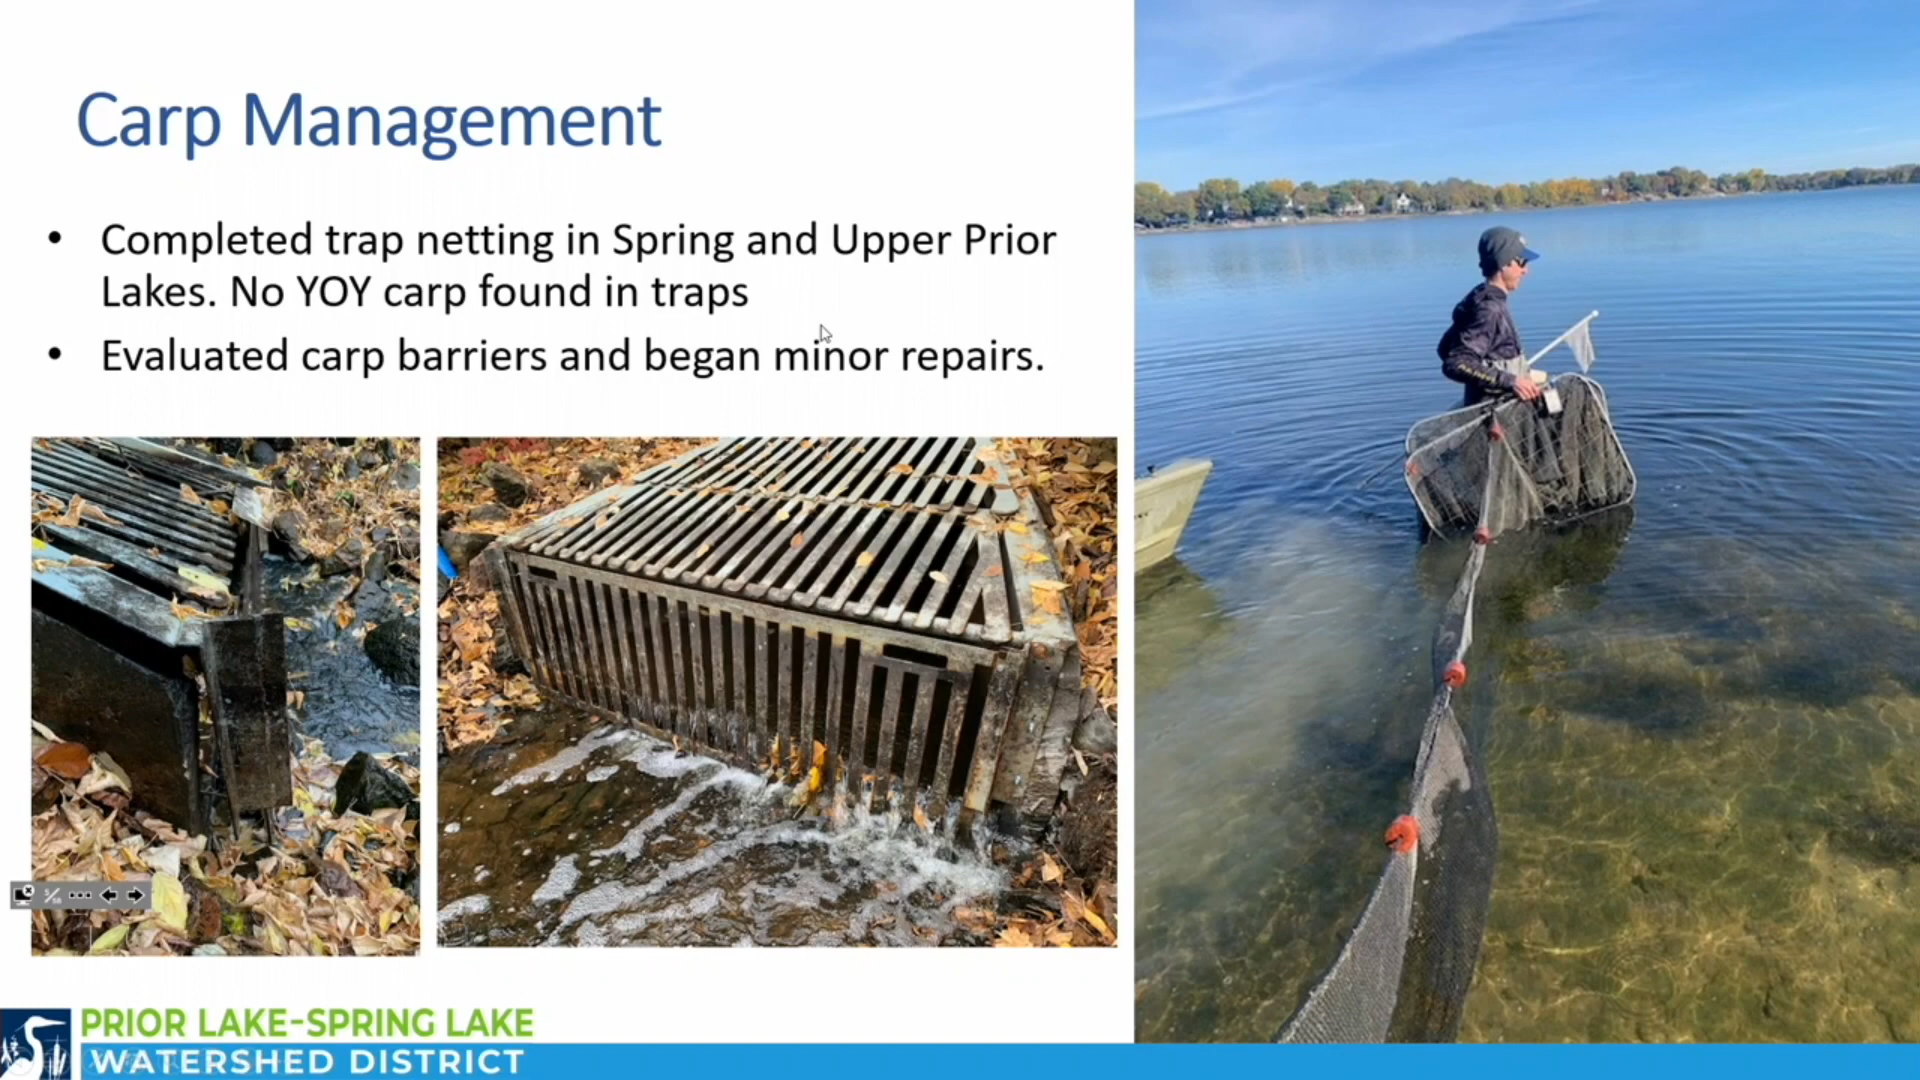 Carp Management
• Completed trap netting in Spring and Upper Prior
Lakes. No YOY carp found in traps
• Evaluated carp barriers and began minor repairs.
PRIOR LAKE-SPRING LAKE
WATERSHED DISTRICT